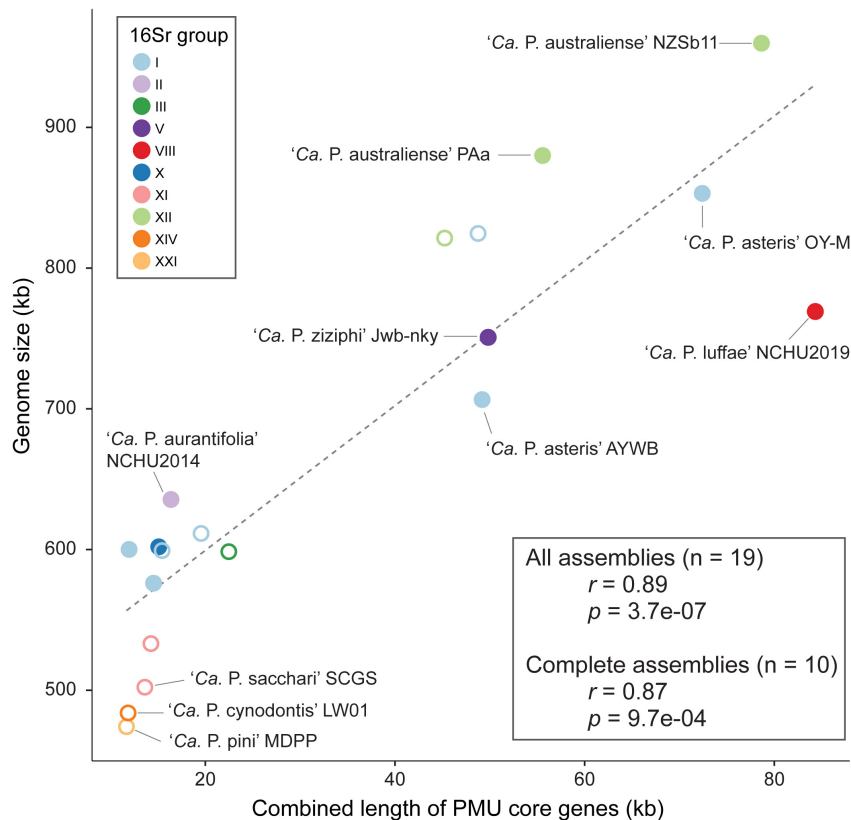 16Sr group
I
II
III
V
VIII
X
XI
XII
XIV
XXI
‘Ca. P. australiense’ NZSb11
‘Ca. P. australiense’ PAa
‘Ca. P. asteris’ OY-M
‘Ca. P. ziziphi’ Jwb-nky
‘Ca. P. luffae’ NCHU2019
‘Ca. P. asteris’ AYWB
‘Ca. P. aurantifolia’
NCHU2014
‘Ca. P. sacchari’ SCGS
‘Ca. P. cynodontis’ LW01
‘Ca. P. pini’ MDPP
All assemblies (n = 19)
r = 0.89
p = 3.7e-07
Complete assemblies (n = 10)
r = 0.87
p = 9.7e-04
Genome size (kb)
900
800
700
600
500
20 40 60 80
Combined length of PMU core genes (kb)